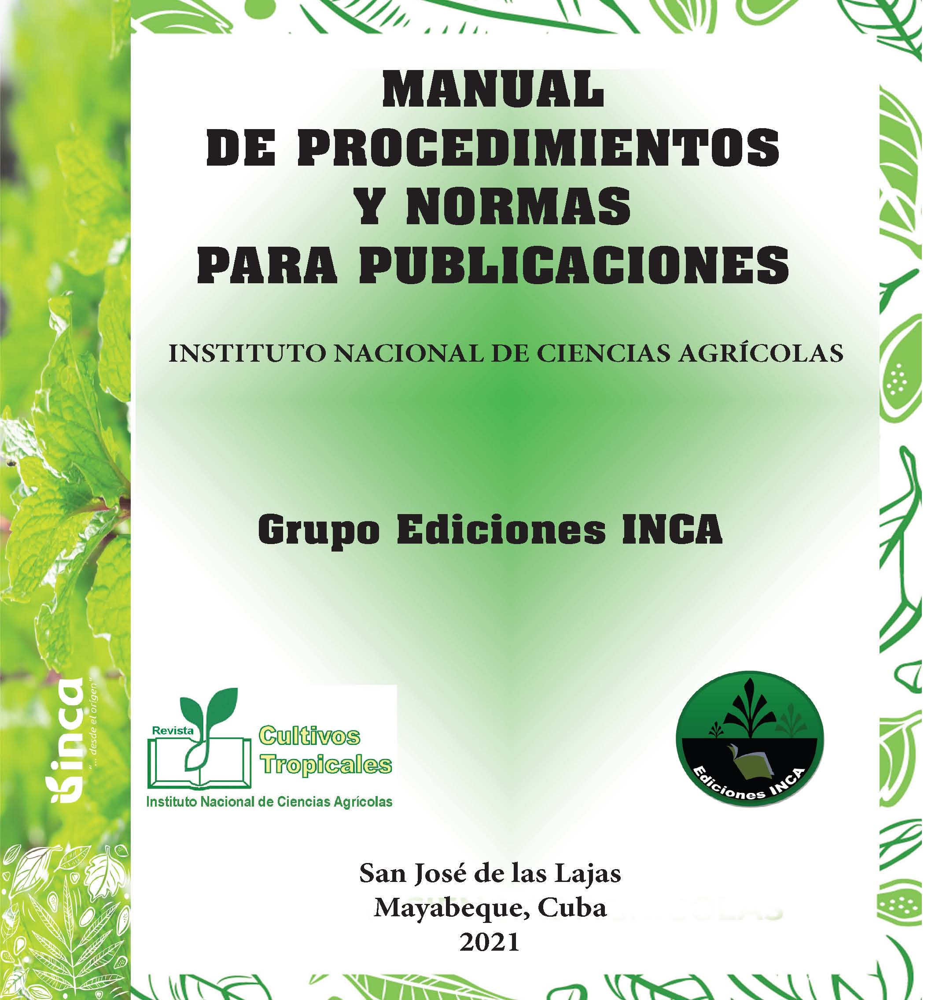 MANUAL
DE PROCEDIMIENTOS
Y NORMAS
PARA PUBLICACIONES
INSTITUTO NACIONAL DE CIENCIAS AGRÍCOLAS
Grupo Ediciones INCA
inca
"... desde el origen"
Revista
Cultivos
Tropicales
Instituto Nacional de Ciencias Agrícolas
Ediciones INCA
San José de las Lajas
Mayabeque, Cuba
2021